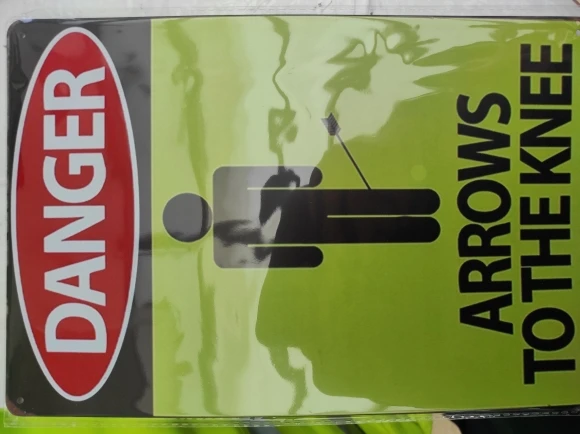 DANGER
ARROWS
TO THE KNEE